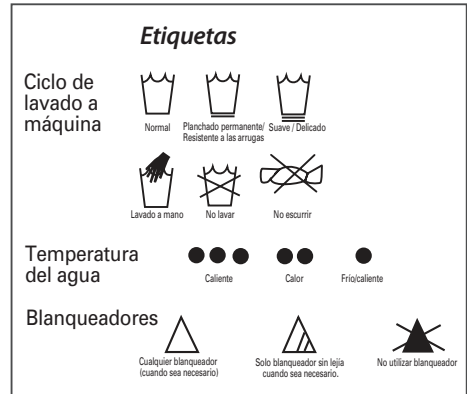 Etiquetas
Ciclo de
lavado a
máquina
Normal
Planchado permanente/
Resistente a las arrugas
Suave / Delicado
Lavado a mano
No lavar
No escurrir
Temperatura
del agua
Caliente
Calor
Frío/caliente
Blanqueadores
Cualquier blanqueador
(cuando sea necesario)
Solo blanqueador sin lejía
cuando sea necesario.
No utilizar blanqueador